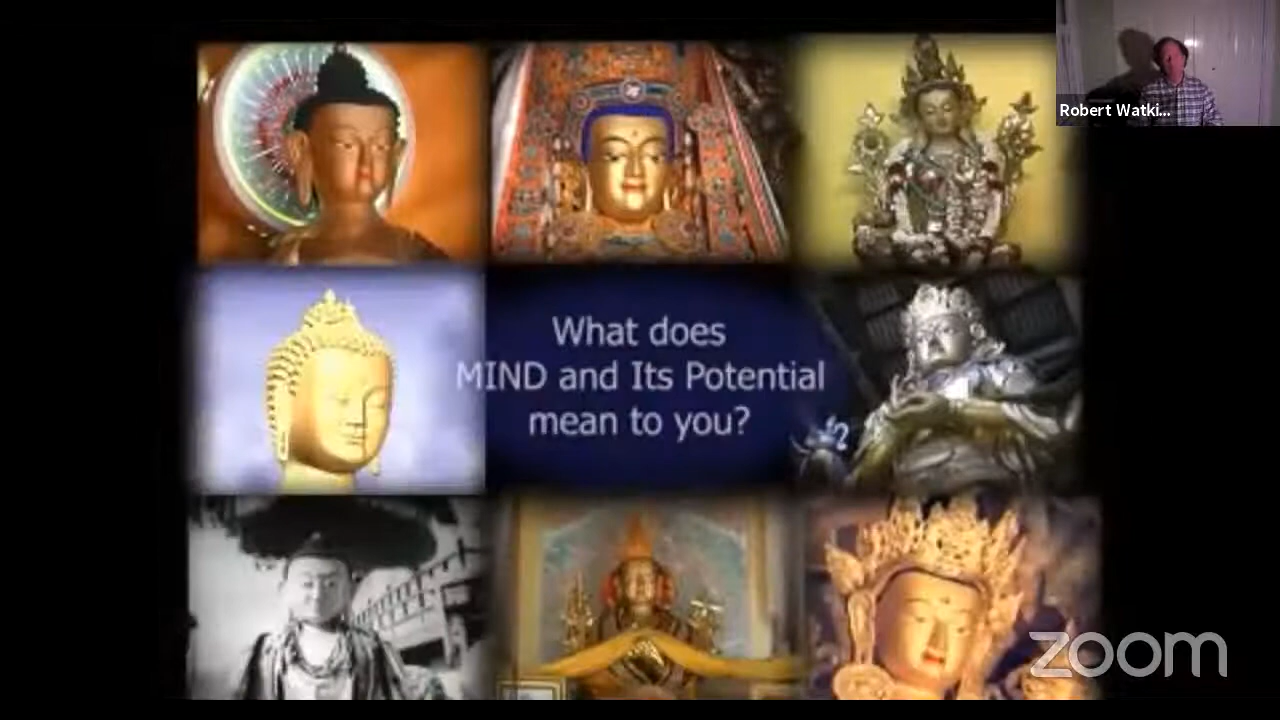 Robert Watki...
What does
MIND and Its Potential
mean to you?
zoom